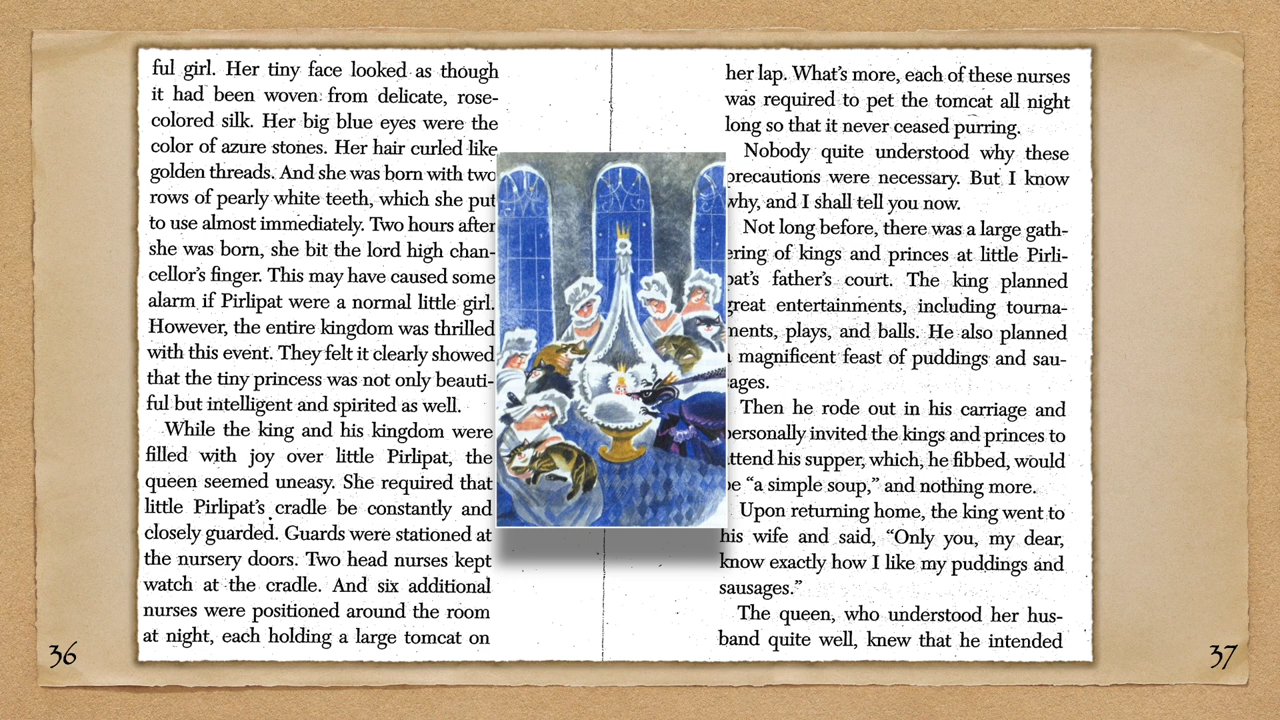 ful girl. Her tiny face looked as though
it had been woven from delicate, rose-
colored silk. Her big blue eyes were the
color of azure stones. Her hair curled like
golden threads. And she was born with two
rows of pearly white teeth, which she put
to use almost immediately. Two hours after
she was born, she bit the lord high chan-
cellor's finger. This may have caused some
alarm if Pirlipat were a normal little girl.
However, the entire kingdom was thrilled
with this event. They felt it clearly showed
that the tiny princess was not only beauti-
ful but intelligent and spirited as well.
While the king and his kingdom were
filled with joy over little Pirlipat, the
queen seemed uneasy. She required that
little Pirlipat's cradle be constantly and
closely guarded. Guards were stationed at
the nursery doors. Two head nurses kept
watch at the cradle. And six additional
nurses were positioned around the room
at night, each holding a large tomcat on
36
her lap. What's more, each of these nurses
was required to pet the tomcat all night
long so that it never ceased purring.
Nobody quite understood why these
precautions were necessary. But I know
why, and I shall tell you now.
Not long before, there was a large gath-
ering of kings and princes at little Pirli-
pat's father's court. The king planned
great entertainments, including tourna-
ments, plays, and balls. He also planned
a magnificent feast of puddings and sau-
sages.
Then he rode out in his carriage and
personally invited the kings and princes to
attend his supper, which, he fibbed, would
be "a simple soup," and nothing more.
Upon returning home, the king went to
his wife and said, "Only you, my dear,
know exactly how I like my puddings and
sausages."
The queen, who understood her hus-
band quite well, knew that he intended
37